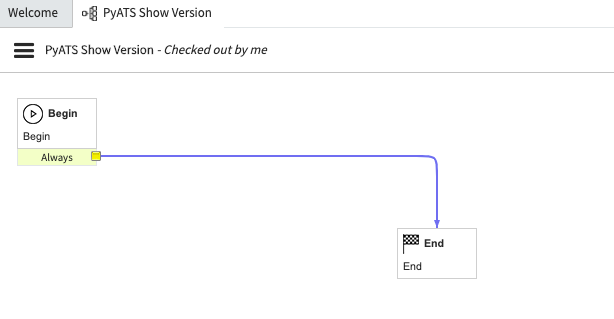 Welcome
PyATS Show Version
PyATS Show Version - Checked out by me
Begin
Begin
Always
End
End